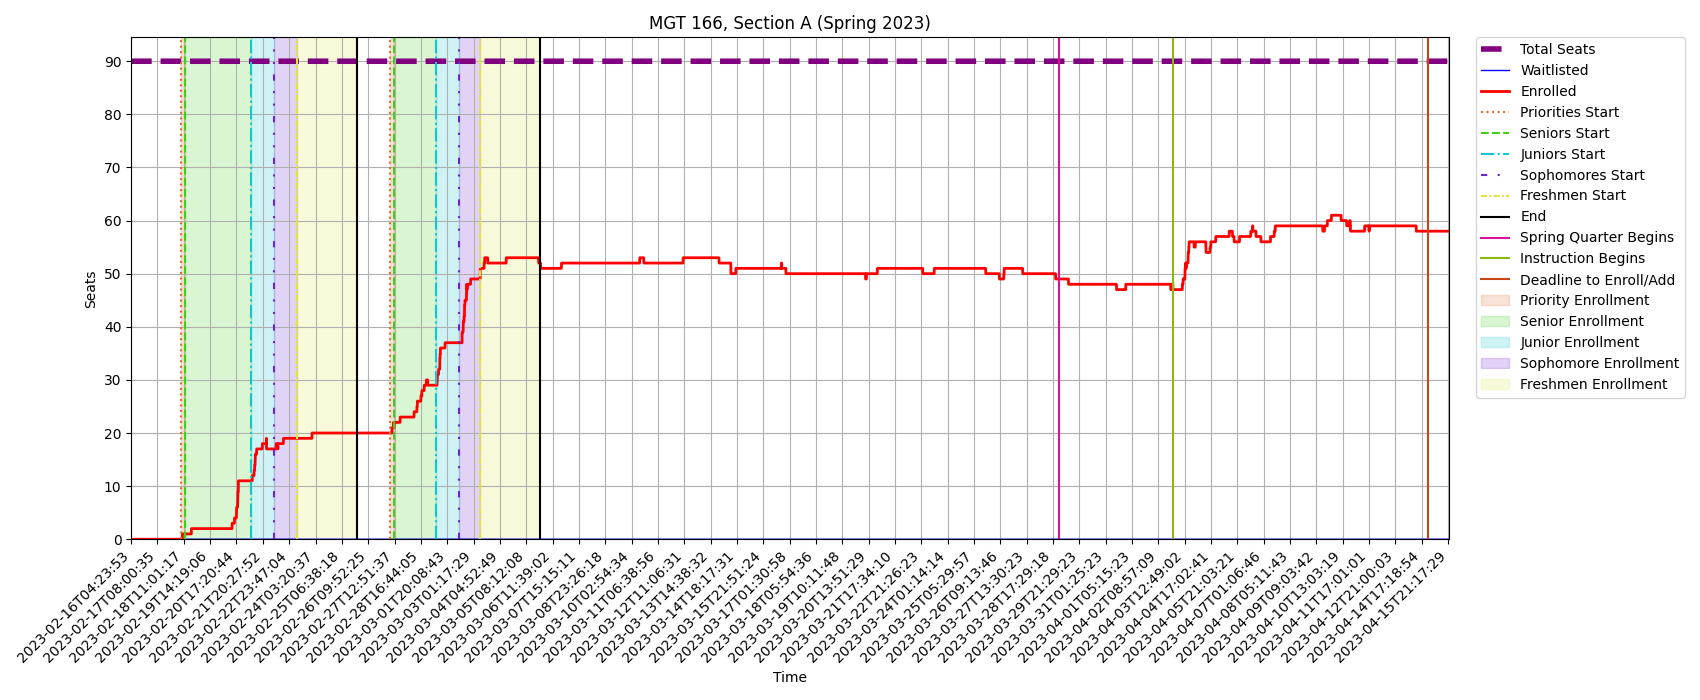 MGT 166, Section A (Spring 2023)
90
80
70
60
50
40
30
20
10
0
Seats
2023-02-16T04:23:53
2023-02-17T08:00:35
2023-02-18T11:01:17
2023-02-19T14:19:06
2023-02-20T17:20:44
2023-02-21T20:27:52
2023-02-22T23:47:04
2023-02-24T03:20:37
2023-02-25T06:38:18
2023-02-26T09:52:25
2023-02-27T12:51:37
2023-02-28T16:44:05
2023-03-01T20:08:43
2023-03-03T01:17:29
2023-03-04T04:52:49
2023-03-05T08:12:08
2023-03-06T11:39:02
2023-03-07T15:15:11
2023-03-08T23:26:18
2023-03-10T02:54:34
2023-03-11T06:38:56
2023-03-12T11:06:31
2023-03-13T14:38:32
2023-03-14T18:17:31
2023-03-15T21:51:24
2023-03-17T01:30:58
2023-03-18T05:54:36
2023-03-19T10:11:48
2023-03-20T13:51:29
2023-03-21T17:34:10
2023-03-22T21:26:23
2023-03-24T01:14:14
2023-03-25T05:29:57
2023-03-26T09:13:46
2023-03-27T13:30:23
2023-03-28T17:29:18
2023-03-29T21:29:23
2023-03-31T01:25:23
2023-04-01T05:15:23
2023-04-02T08:57:09
2023-04-03T12:49:02
2023-04-04T17:02:41
2023-04-05T21:03:21
2023-04-07T01:06:46
2023-04-08T05:11:43
2023-04-09T09:03:42
2023-04-10T13:03:19
2023-04-11T17:01:01
2023-04-12T21:00:03
2023-04-14T17:18:54
2023-04-15T21:17:29
Time
Total Seats
Waitlisted
Enrolled
Priorities Start
Seniors Start
Juniors Start
Sophomores Start
Freshmen Start
End
Spring Quarter Begins
Instruction Begins
Deadline to Enroll/Add
Priority Enrollment
Senior Enrollment
Junior Enrollment
Sophomore Enrollment
Freshmen Enrollment